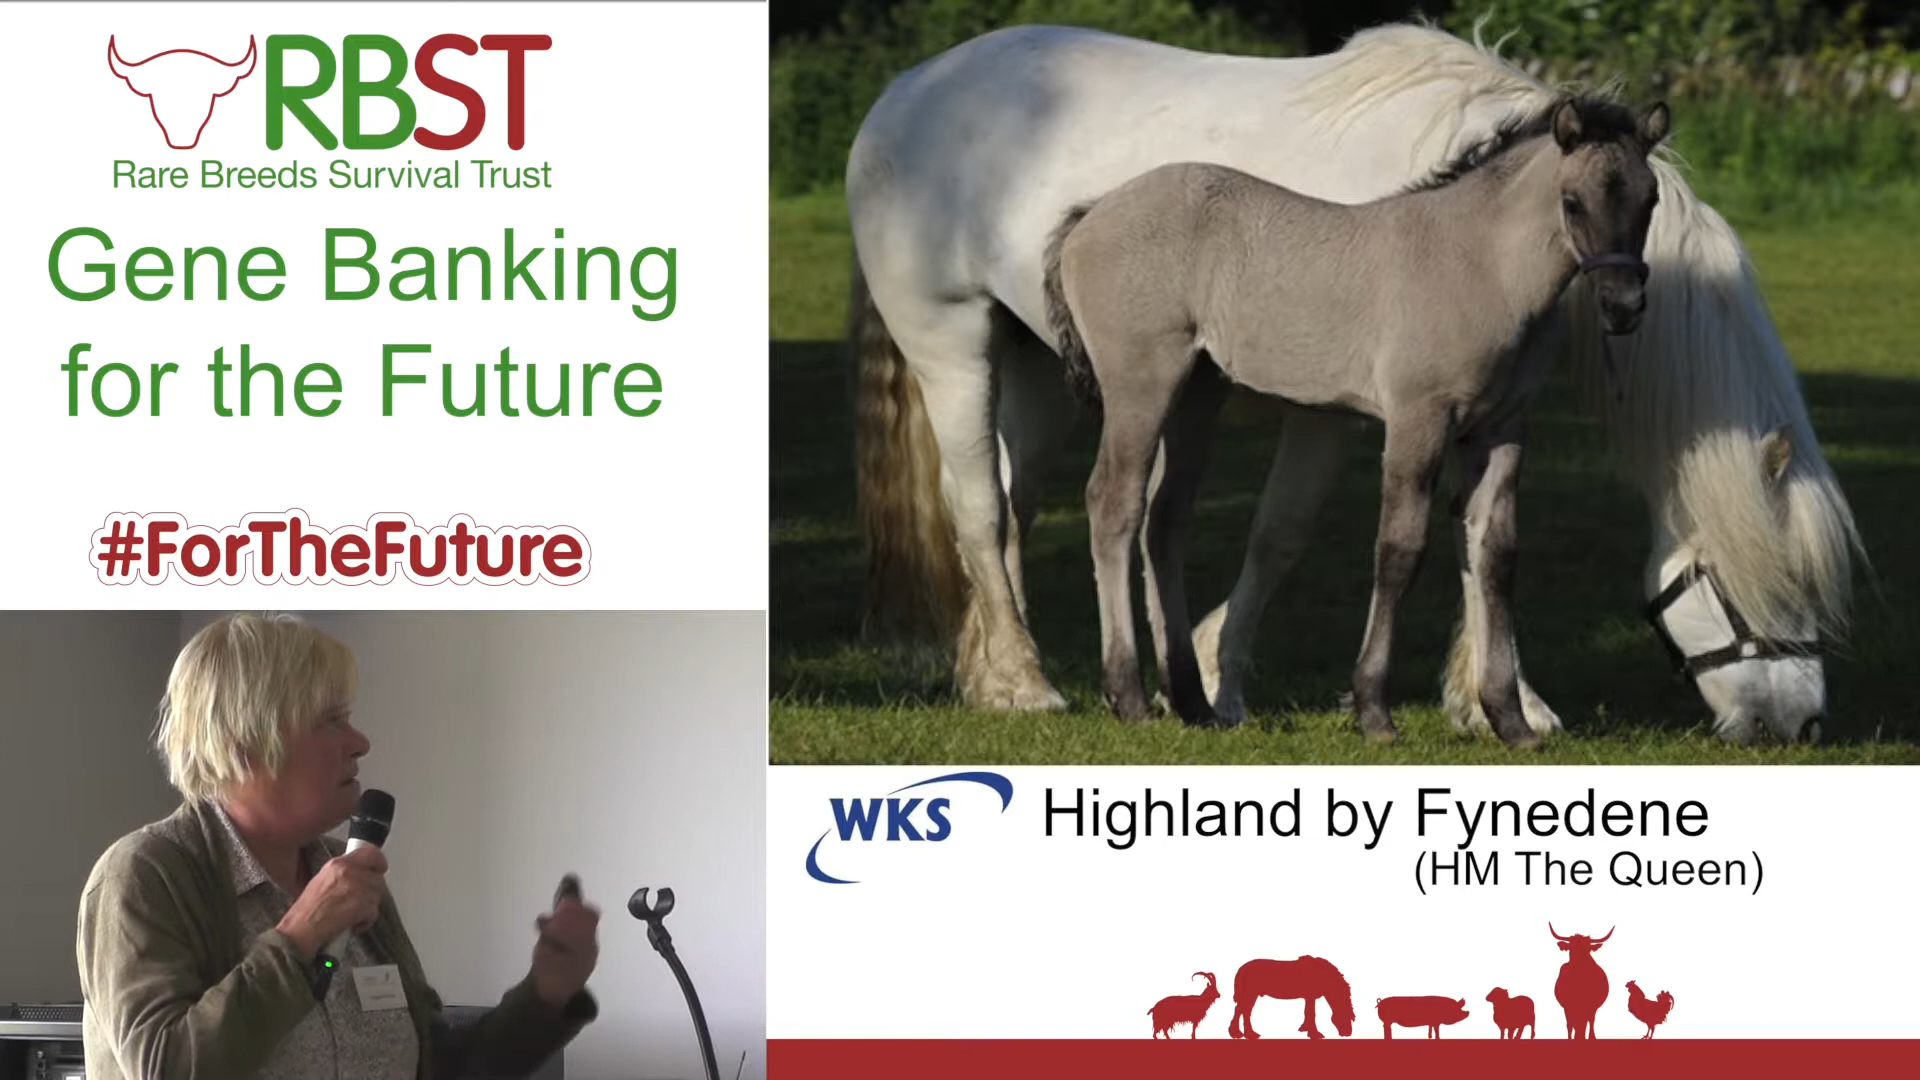 RBST
Rare Breeds Survival Trust
Gene Banking
for the Future
#ForTheFuture
WKS
Highland by Fynedene
(HM The Queen)